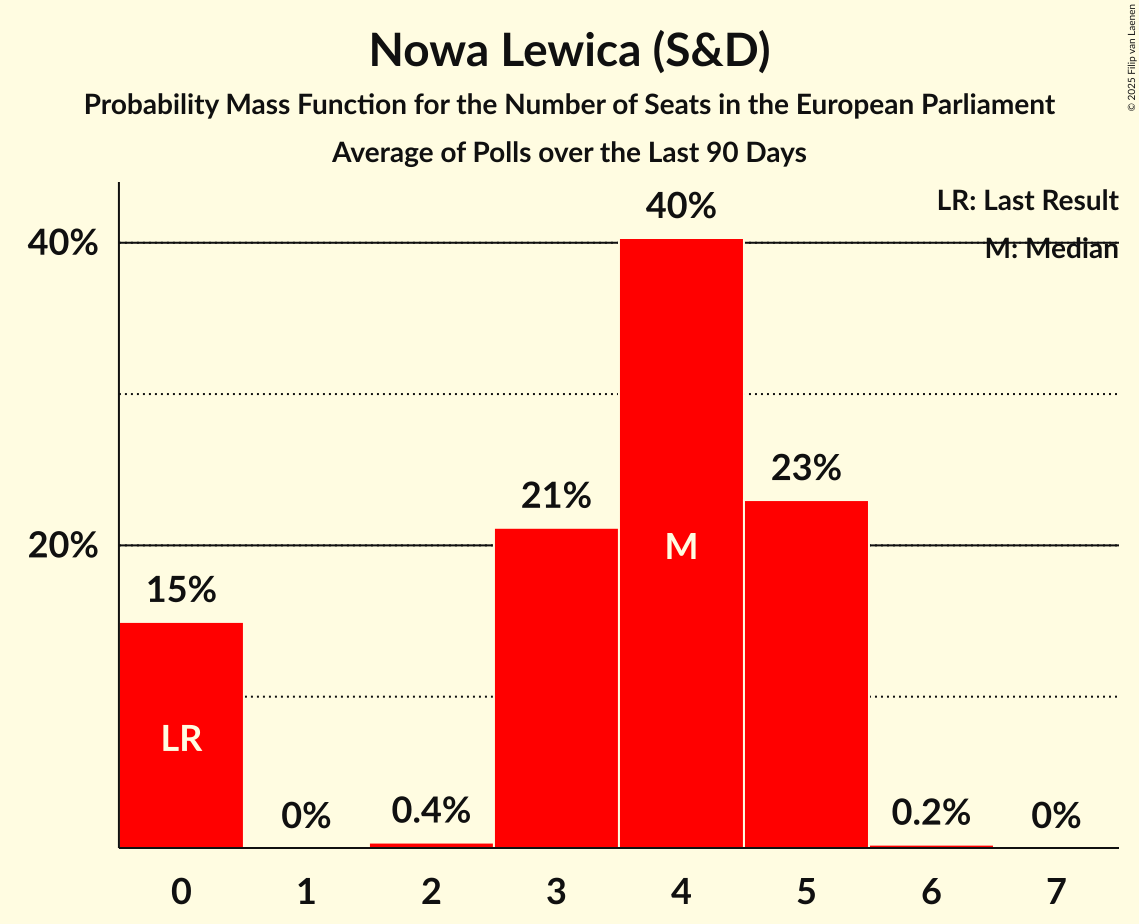 Nowa Lewica (S&D)
Probability Mass Function for the Number of Seats in the European Parliament
Average of Polls over the Last 90 Days
© 2025 Filip van Laenen
LR: Last Result
M: Median
40%
20%
15%
0%
0.4%
21%
40%
23%
0.2%
0%
LR
M
0 1 2 3 4 5 6 7